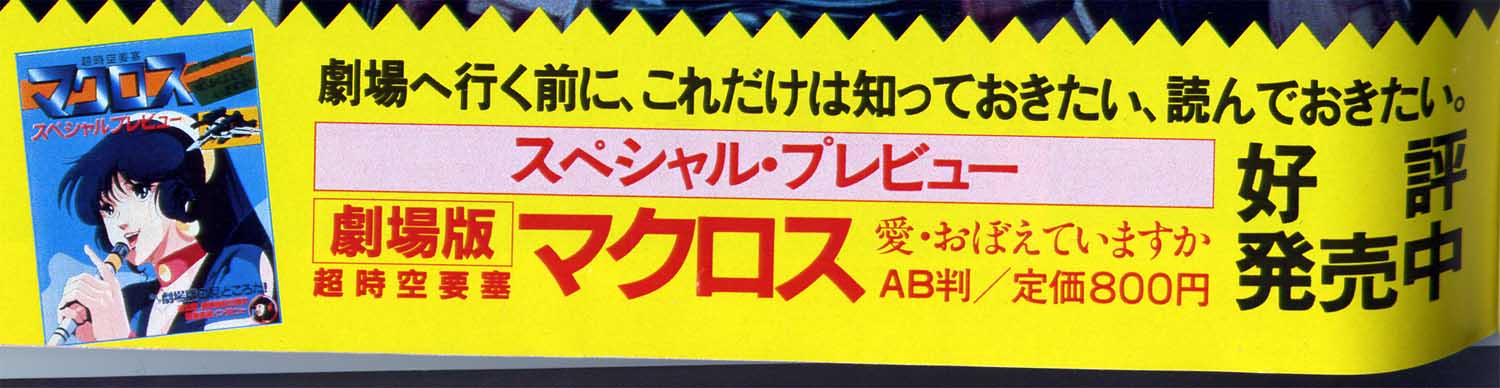 超時空要塞
マクロス
スペシャルプレビュー
劇場へ行く前に、これだけは知っておきたい、読んでおきたい。
スペシャル・プレビュー
劇場版
超時空要塞
マクロス
愛・おぼえていますか
AB判／定価800円
好評
発売中